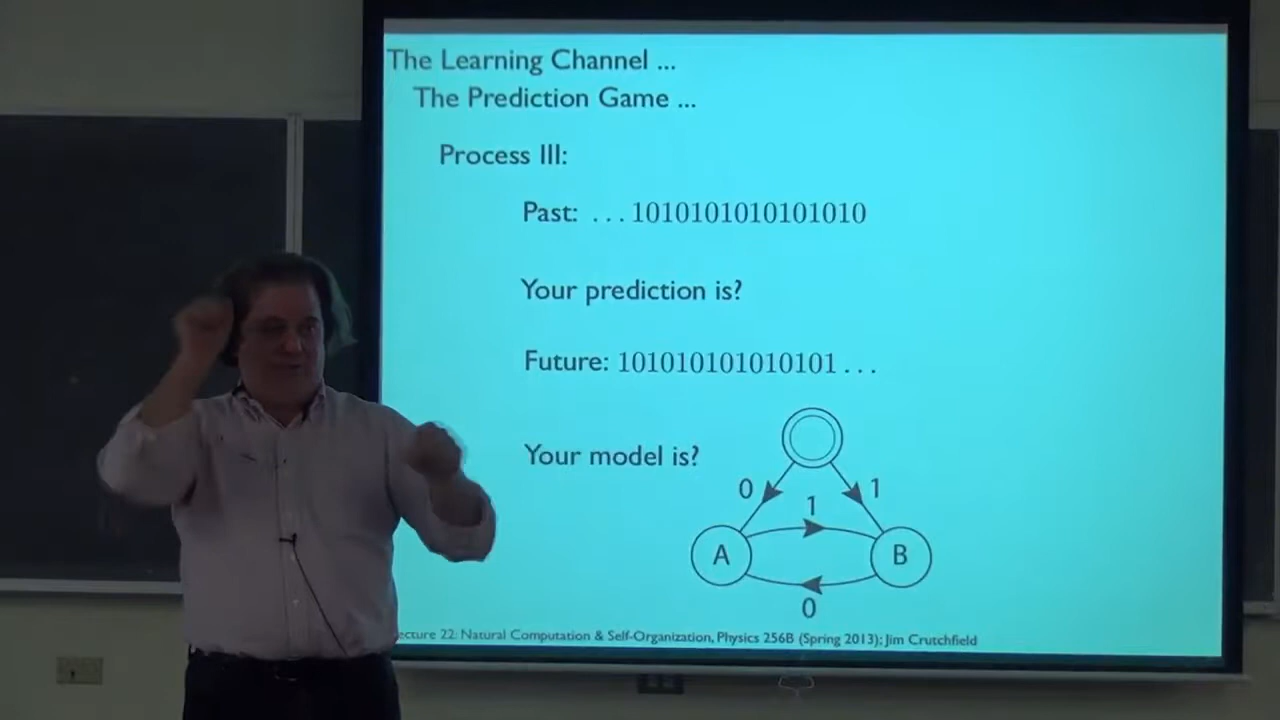 The Learning Channel ...
The Prediction Game ...
Process III:
Past: ...1010101010101010
Your prediction is?
Future: 101010101010101...
Your model is?
0
1
1
A
B
0
ecture 22: Natural Computation & Self-Organization, Physics 256B (Spring 2013); Jim Crutchfield